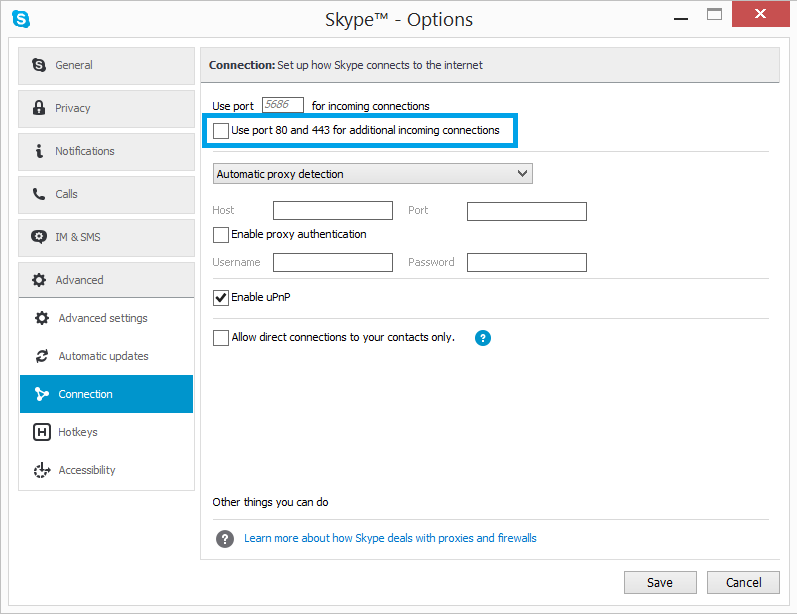 Skype™ - Options
General
Privacy
Notifications
Calls
IM & SMS
Advanced
Advanced settings
Automatic updates
Connection
Hotkeys
Accessibility
Connection: Set up how Skype connects to the internet
Use port 5686 for incoming connections
Use port 80 and 443 for additional incoming connections
Automatic proxy detection
Host Port
Enable proxy authentication
Username Password
Enable uPnP
Allow direct connections to your contacts only. ?
Other things you can do
? Learn more about how Skype deals with proxies and firewalls
Save Cancel